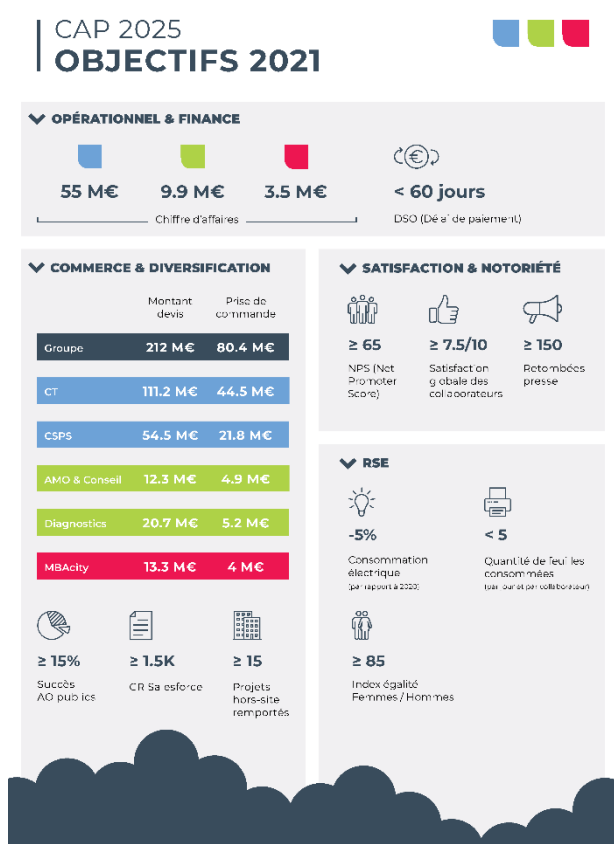 CAP 2025
OBJECTIFS 2021
OPÉRATIONNEL & FINANCE
55 M€ 9.9 M€ 3.5 M€ < 60 jours
Chiffre d'affaires DSO (Délai de paiement)
COMMERCE & DIVERSIFICATION
Montant Prise de
devis commande
Groupe 212 M€ 80.4 M€
CT 111.2 M€ 44.5 M€
CSPS 54.5 M€ 21.8 M€
AMO & Conseil 12.3 M€ 4.9 M€
Diagnostics 20.7 M€ 5.2 M€
MBAcity 13.3 M€ 4 M€
≥ 15% ≥ 1.5K ≥ 15
Succès CR Salesforce Projets
AO publics hors-site
remportés
SATISFACTION & NOTORIÉTÉ
≥ 65 ≥ 7.5/10 ≥ 150
NPS (Net Satisfaction Retombées
Promoter globale des presse
Score) collaborateurs
RSE
-5% < 5
Consommation Quantité de feuilles
électrique consommées
(par rapport à 2020) (par jour et par collaborateur)
≥ 85
Index égalité
Femmes / Hommes